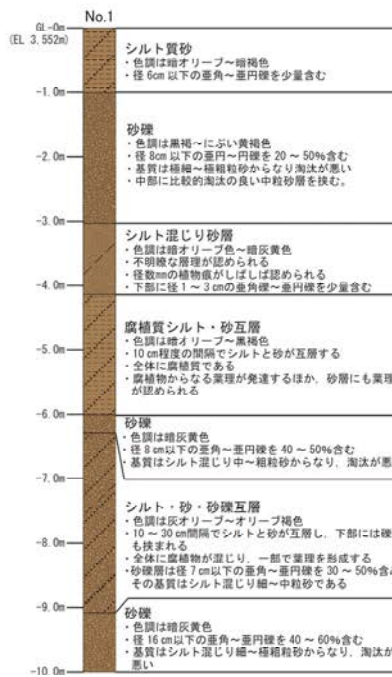 No.1
GL-0m
(EL 3.552m)
シルト質砂
・色調は暗オリーブ～暗褐色
・径 6cm 以下の亜角～亜円礫を少量含む
-1.0m
砂礫
・色調は黒褐～にぶい黄褐色
・径 8cm 以下の亜円～円礫を 20 ～ 50%含む
・基質は極細～極粗粒砂からなり淘汰が悪い
・中部に比較的淘汰の良い中粒砂層を挟む。
-2.0m
-3.0m
シルト混じり砂層
・色調は暗オリーブ色～暗灰黄色
・不明瞭な層理が認められる
・径数mmの植物痕がしばしば認められる
・下部に径 1 ～ 3 cmの亜角礫～亜円礫を少量含む
-4.0m
腐植質シルト・砂互層
・色調は暗オリーブ～黒褐色
・10 cm程度の間隔でシルトと砂が互層する
・全体に腐植質である
・腐植物からなる葉理が発達するほか，砂層にも葉理
が認められる
-5.0m
-6.0m
砂礫
・色調は暗灰黄色
・径 8 cm以下の亜角～亜円礫を 40 ～ 50%含む
・基質はシルト混じり中～粗粒砂からなり，淘汰が悪
-7.0m
シルト・砂・砂礫互層
・色調は灰オリーブ～オリーブ褐色
・10 ～ 30 cm間隔でシルトと砂が互層し，下部には礫
も挟まれる
・全体に腐植物が混じり，一部で葉理を形成する
・砂礫層は径 7 cm以下の亜角～亜円礫を 30 ～ 50%含
その基質はシルト混じり細～中粒砂である
-8.0m
-9.0m
砂礫
・色調は暗灰黄色
・径 16 cm以下の亜角～亜円礫を 40 ～ 60%含む
・基質はシルト混じり細～極粗粒砂からなり，淘汰が
悪い
-10.0m